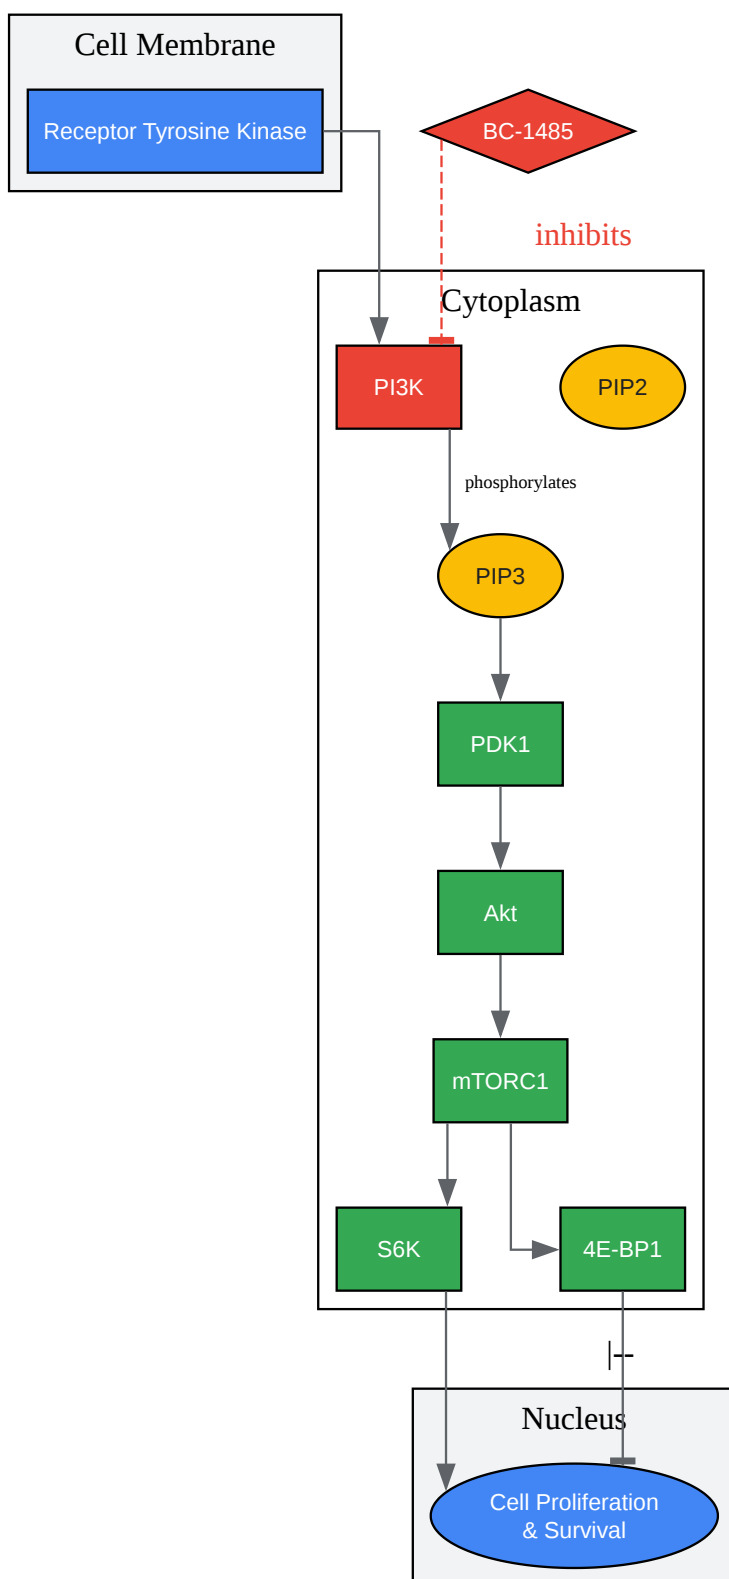 Cell Membrane
Receptor Tyrosine Kinase
BC-1485
inhibits
Cytoplasm
PI3K
PIP2
phosphorylates
PIP3
PDK1
Akt
mTORC1
S6K
4E-BP1
|--
Nucleus
Cell Proliferation
& Survival